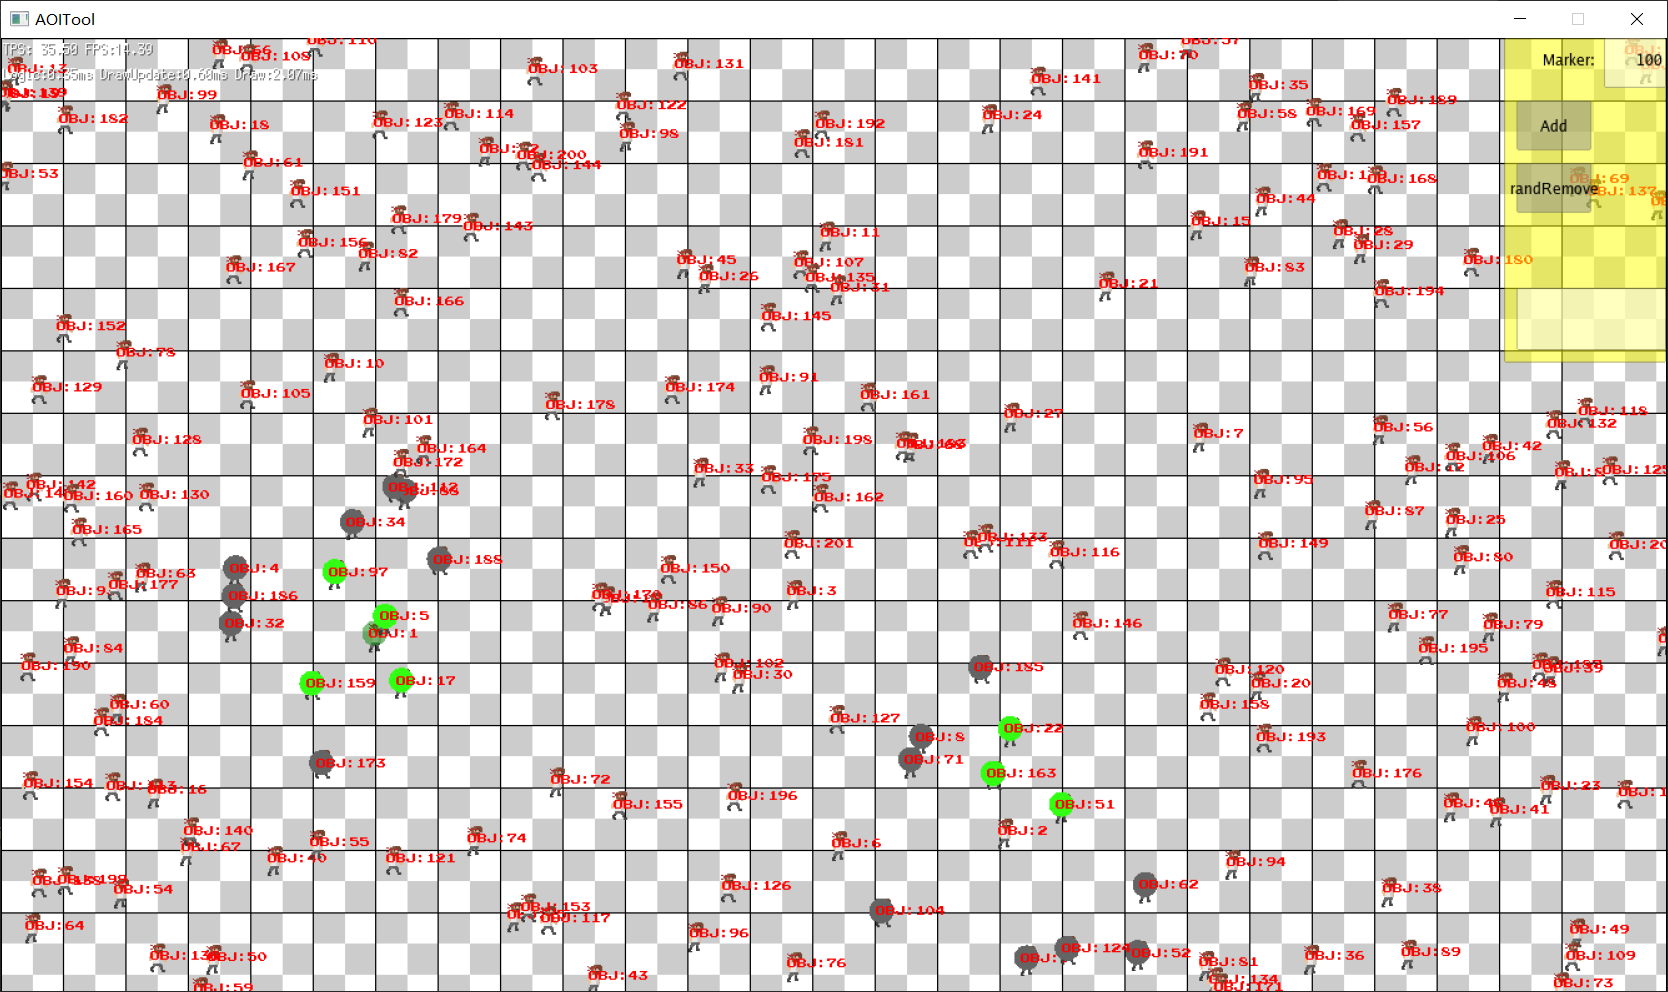 AOITool
TPS: 35.50 FPS:14.39
DrawUpdate:0.60ms Draw:2.07ms
Marker: 100
Add
randRemove
OBJ:110
OBJ:108
OBJ:103
OBJ:131
OBJ:141
OBJ:70
OBJ:35
OBJ:99
OBJ:182
OBJ:18
OBJ:123
OBJ:114
OBJ:122
OBJ:98
OBJ:192
OBJ:181
OBJ:24
OBJ:58
OBJ:169
OBJ:189
OBJ:157
OBJ:53
OBJ:61
OBJ:151
OBJ:200
OBJ:144
OBJ:191
OBJ:168
OBJ:44
OBJ:69
OBJ:137
OBJ:179
OBJ:143
OBJ:156
OBJ:82
OBJ:167
OBJ:11
OBJ:15
OBJ:28
OBJ:29
OBJ:45
OBJ:26
OBJ:107
OBJ:135
OBJ:31
OBJ:83
OBJ:180
OBJ:21
OBJ:194
OBJ:166
OBJ:145
OBJ:152
OBJ:78
OBJ:10
OBJ:129
OBJ:105
OBJ:174
OBJ:91
OBJ:161
OBJ:178
OBJ:101
OBJ:27
OBJ:118
OBJ:132
OBJ:128
OBJ:164
OBJ:172
OBJ:198
OBJ:7
OBJ:56
OBJ:42
OBJ:106
OBJ:33
OBJ:175
OBJ:162
OBJ:95
OBJ:142
OBJ:160
OBJ:130
OBJ:112
OBJ:165
OBJ:34
OBJ:87
OBJ:25
OBJ:201
OBJ:133
OBJ:111
OBJ:116
OBJ:149
OBJ:80
OBJ:188
OBJ:4
OBJ:97
OBJ:150
OBJ:63
OBJ:177
OBJ:186
OBJ:86
OBJ:90
OBJ:3
OBJ:115
OBJ:5
OBJ:1
OBJ:32
OBJ:146
OBJ:77
OBJ:79
OBJ:84
OBJ:190
OBJ:195
OBJ:102
OBJ:30
OBJ:185
OBJ:120
OBJ:20
OBJ:39
OBJ:159
OBJ:17
OBJ:60
OBJ:184
OBJ:127
OBJ:158
OBJ:22
OBJ:100
OBJ:8
OBJ:71
OBJ:193
OBJ:173
OBJ:163
OBJ:176
OBJ:154
OBJ:16
OBJ:72
OBJ:155
OBJ:196
OBJ:51
OBJ:23
OBJ:41
OBJ:140
OBJ:67
OBJ:55
OBJ:74
OBJ:2
OBJ:6
OBJ:40
OBJ:121
OBJ:94
OBJ:54
OBJ:126
OBJ:62
OBJ:38
OBJ:64
OBJ:153
OBJ:117
OBJ:104
OBJ:96
OBJ:49
OBJ:50
OBJ:124
OBJ:52
OBJ:36
OBJ:89
OBJ:109
OBJ:76
OBJ:81
OBJ:43
OBJ:134
OBJ:171
OBJ:73
OBJ:59